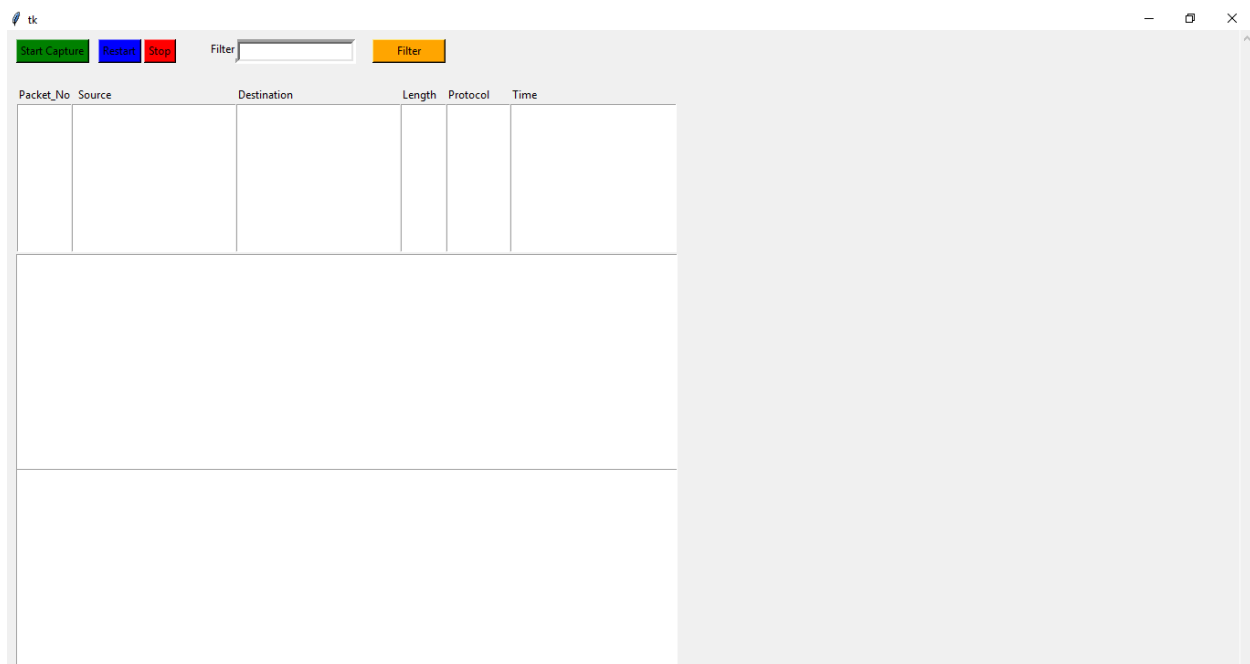 tk
Start Capture Restart Stop Filter Filter
Packet_No Source Destination Length Protocol Time